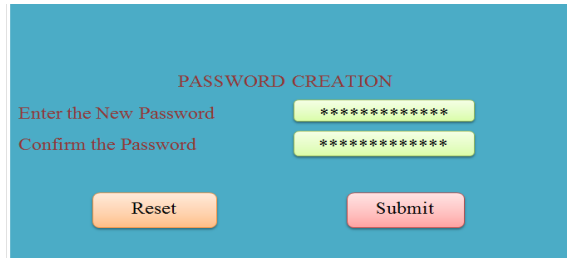 PASSWORD CREATION
Enter the New Password *************
Confirm the Password *************
Reset Submit